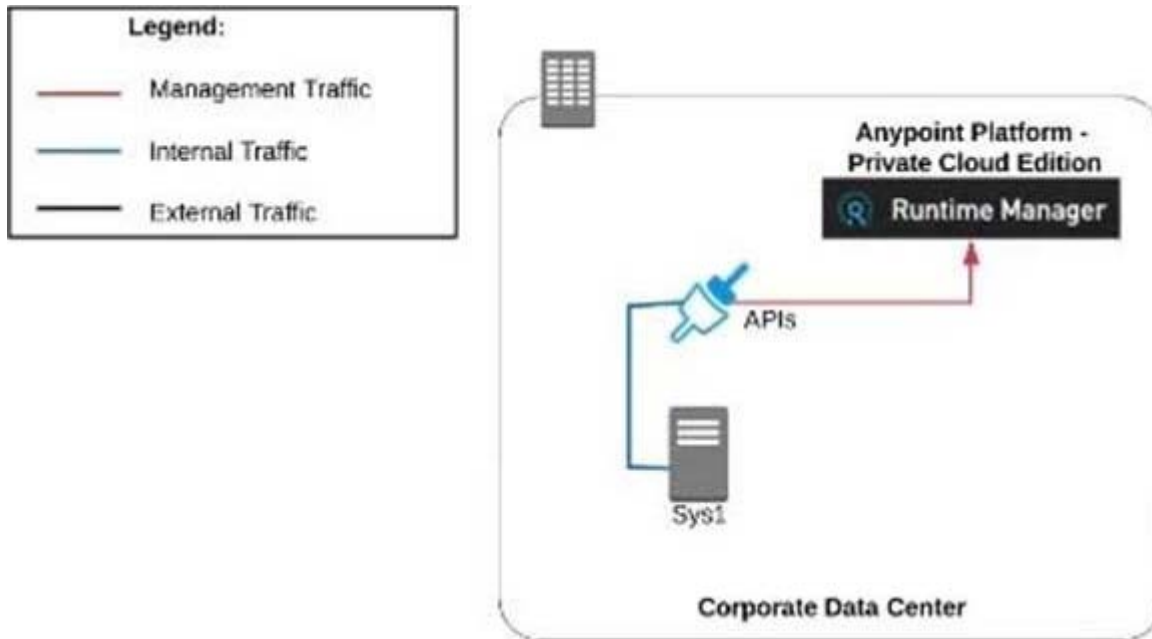 Legend:
Management Traffic
Internal Traffic
External Traffic
Anypoint Platform -
Private Cloud Edition
Runtime Manager
APIs
Sys1
Corporate Data Center